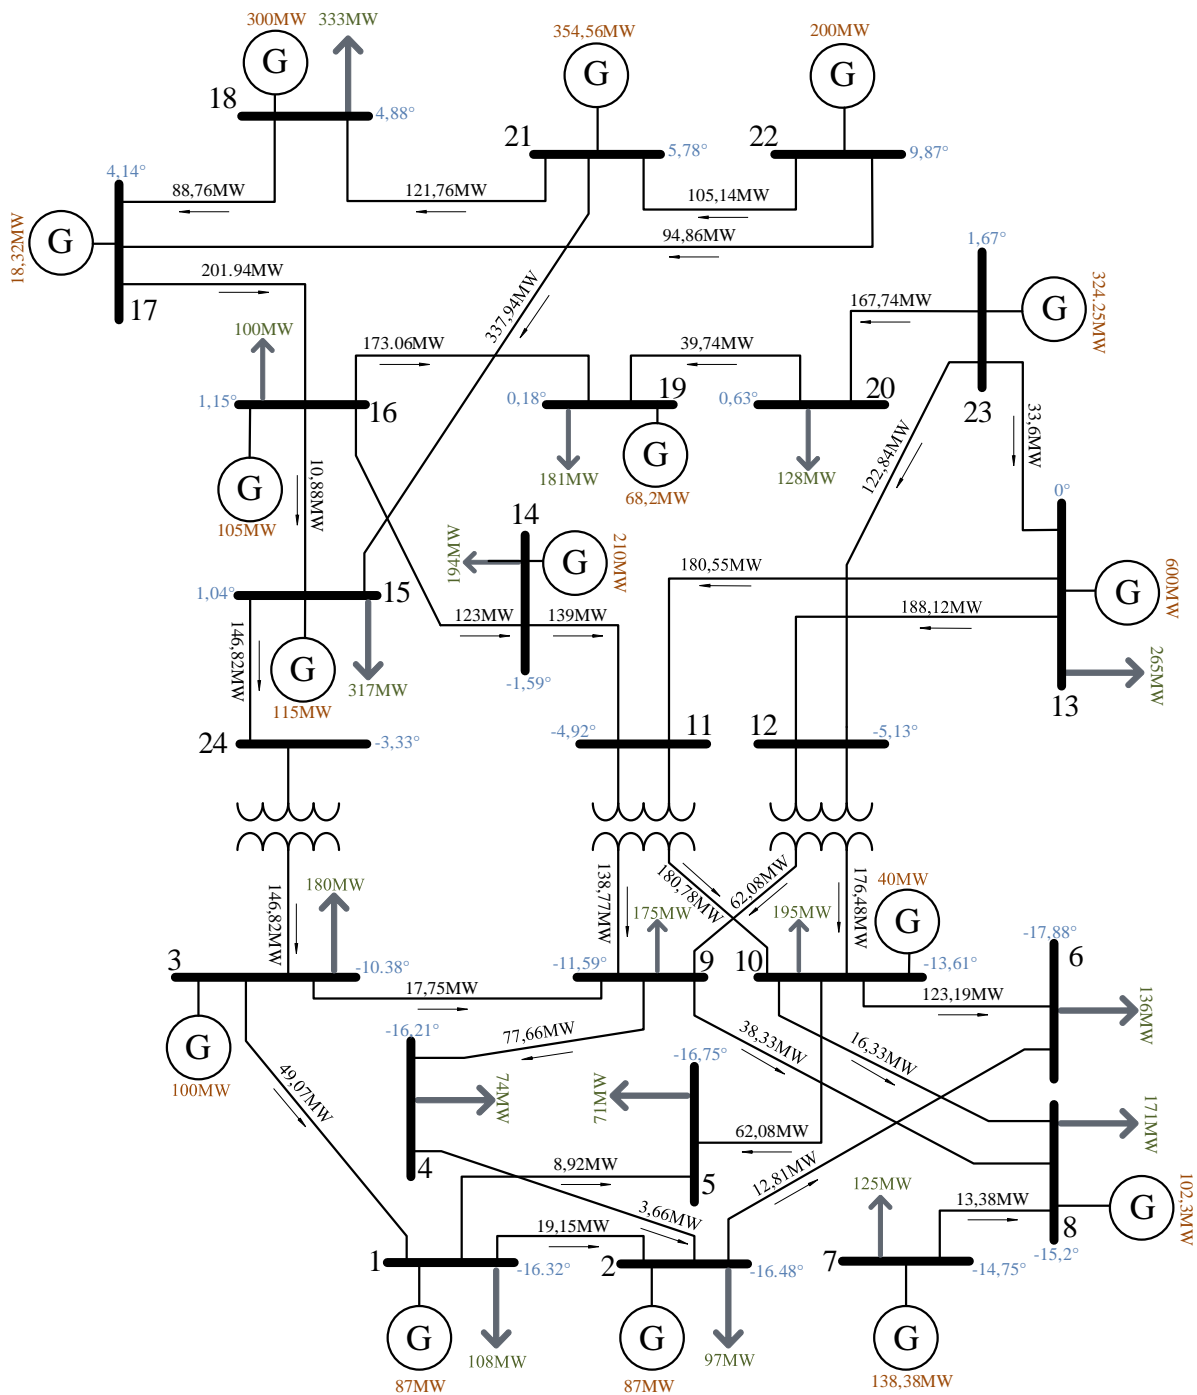 300MW
333MW
354,56MW
200MW
G
G
G
18
4,88°
21
5,78°
22
9,87°
4,14°
88,76MW
121,76MW
105,14MW
18,32MW
G
94,86MW
1,67°
201.94MW
17
337,94MW
167,74MW
G
324.25MW
100MW
173.06MW
39,74MW
1,15°
16
0,18°
19
0,63°
20
23
33,6MW
G
105MW
10,88MW
181MW
G
68,2MW
128MW
122,84MW
0°
14
194MW
G
210MW
180,55MW
G
600MW
1,04°
15
123MW
139MW
188,12MW
146,82MW
G
115MW
317MW
-1,59°
265MW
13
24
-3,33°
-4,92°
11
12
-5,13°
146,82MW
180MW
138,77MW
180,78MW
62,08MW
176,48MW
40MW
G
175MW
195MW
-17,88°
6
3
-10.38°
-11,59°
9
10
-13,61°
17,75MW
123,19MW
136MW
G
100MW
-16,21°
77,66MW
-16,75°
38,33MW
16,33MW
49,07MW
74MW
71MW
62,08MW
171MW
4
8,92MW
5
12,81MW
125MW
13,38MW
G
102,3MW
3,66MW
19,15MW
8
-15,2°
1
-16.32°
2
-16.48°
7
-14,75°
G
87MW
108MW
G
87MW
97MW
G
138,38MW